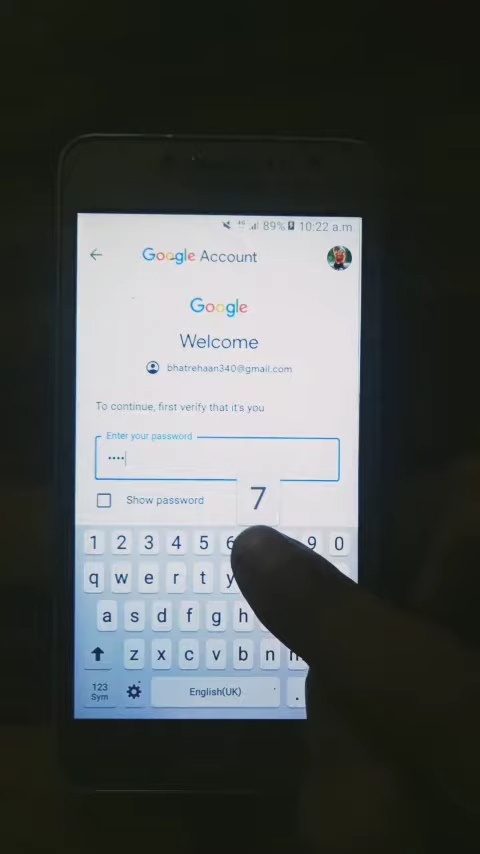 89% 10:22 a.m
Google Account
Google
Welcome
bhatrehaan340@gmail.com
To continue, first verify that it's you
Enter your password
••••
Show password
7
1 2 3 4 5 6 9 0
q w e r t y
a s d f g h
z x c v b n
123
Sym
English(UK)
.